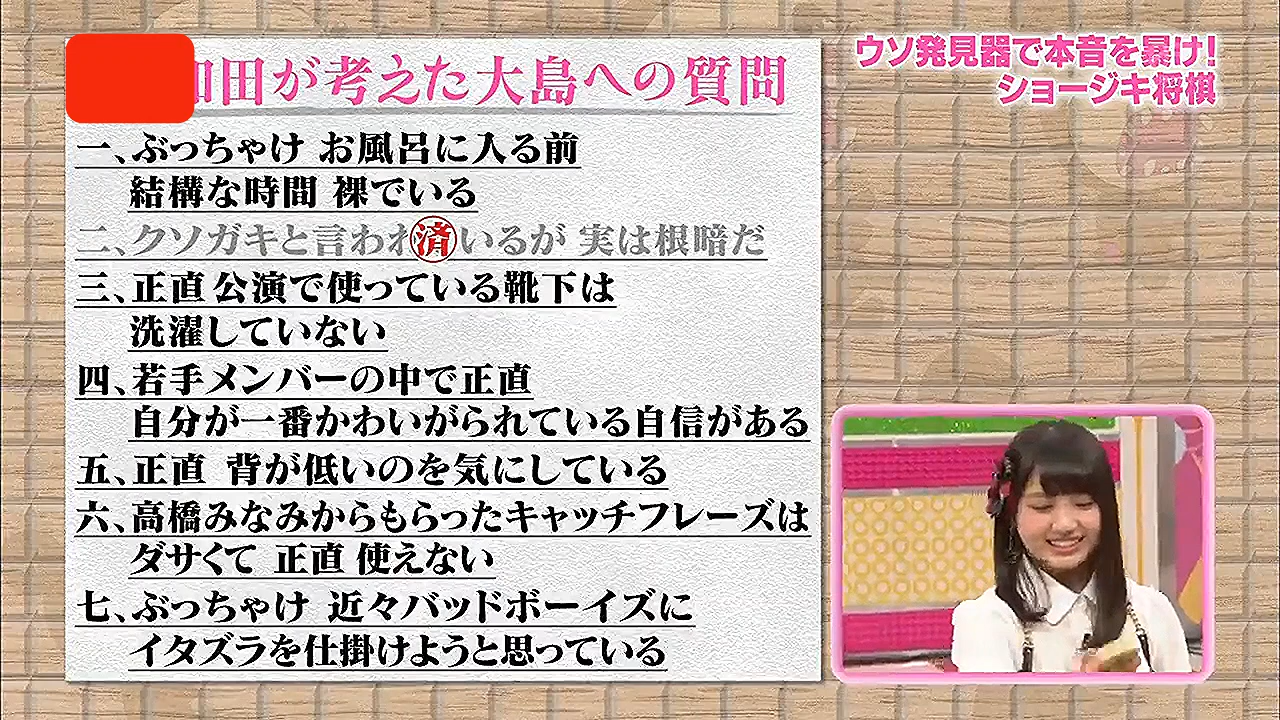 田が考えた大島への質問
一、ぶっちゃけ お風呂に入る前
結構な時間 裸でいる
二、クソガキと言われ
済
いるが 実は根暗だ
三、正直 公演で使っている靴下は
洗濯していない
四、若手メンバーの中で正直
自分が一番かわいがられている自信がある
五、正直 背が低いのを気にしている
六、高橋みなみからもらったキャッチフレーズは
ダサくて 正直 使えない
七、ぶっちゃけ 近々バッドボーイズに
イタズラを仕掛けようと思っている
ウソ発見器で本音を暴け!
ショージキ将棋